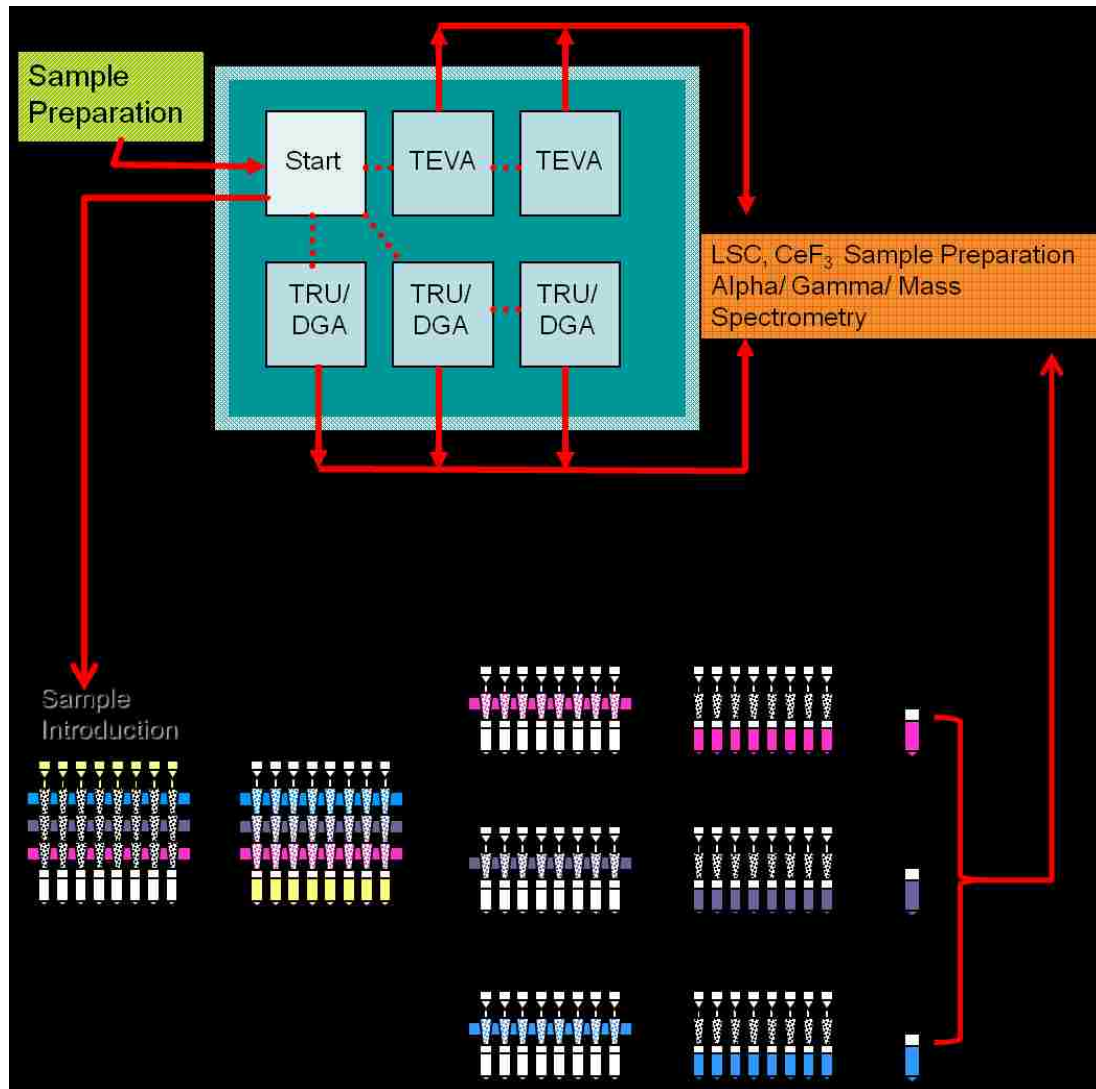 Sample
Preparation
Start
TEVA
TEVA
TRU/
DGA
TRU/
DGA
TRU/
DGA
LSC, CeF₃ Sample Preparation
Alpha/ Gamma/ Mass
Spectrometry
Sample
Introduction